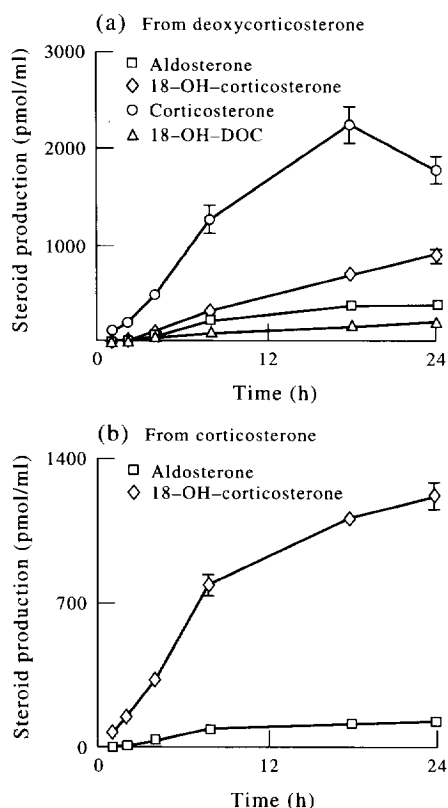 (a) From deoxycorticosterone
3000
2000
1000
0
12
24
Steroid production (pmol/ml)
Aldosterone
18–OH–corticosterone
Corticosterone
18–OH–DOC
Time (h)
(b) From corticosterone
1400
700
0
0
12
24
Steroid production (pmol/ml)
Aldosterone
18–OH–corticosterone
Time (h)